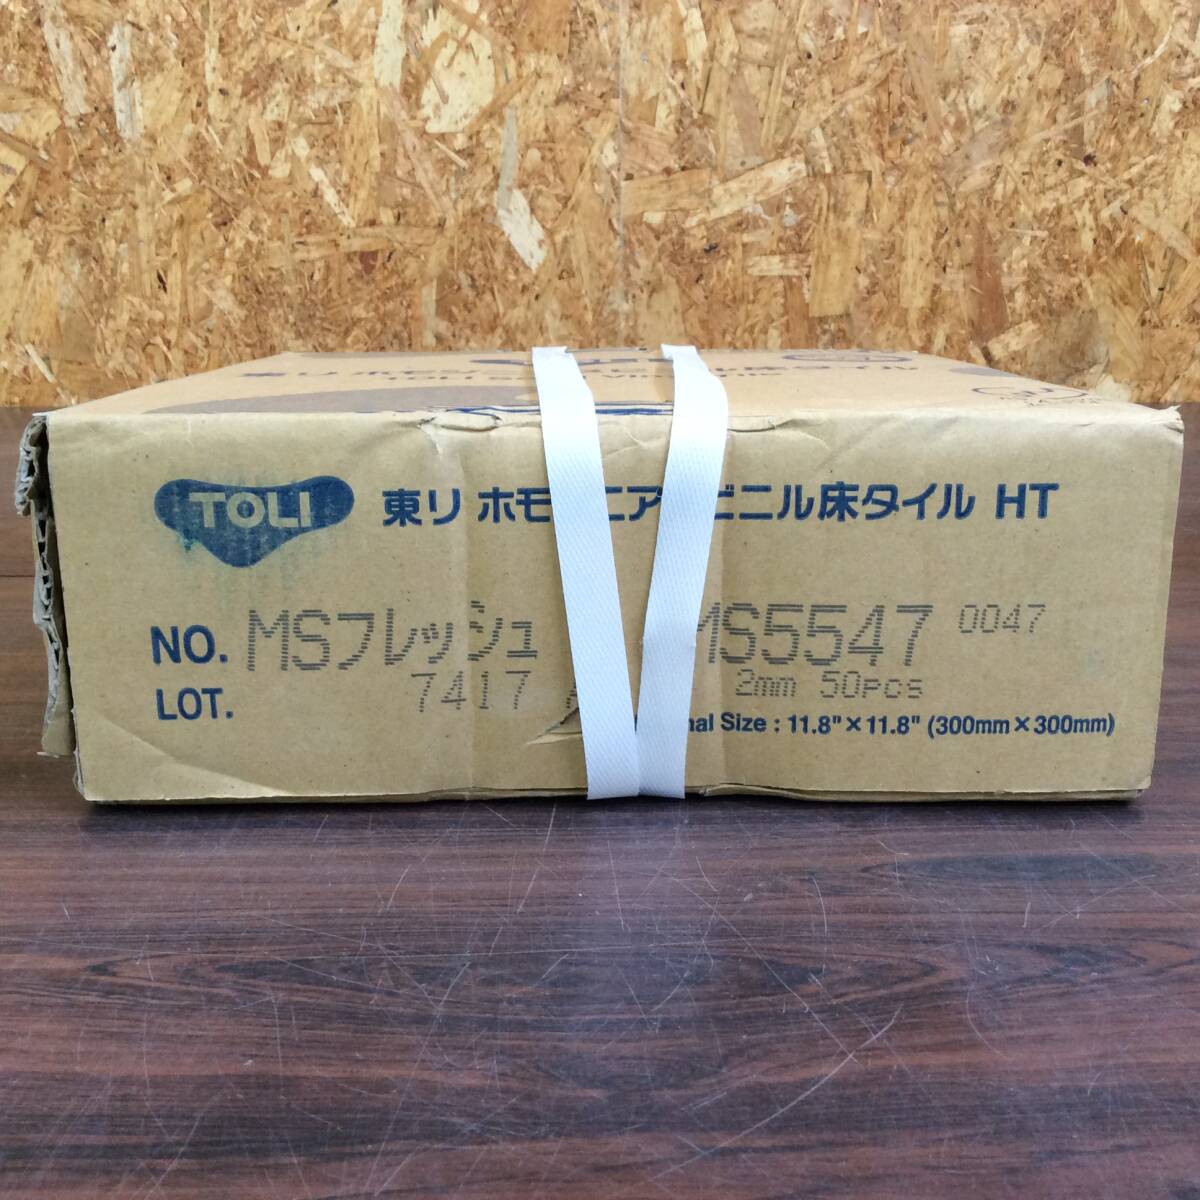 東リ ホモ ニア ビニル床タイル HT
TOLI
NO. MSフレッシュ MS5547 0047
LOT. 7417 2mm 50PCS
nal Size : 11.8" × 11.8" (300mm × 300mm)